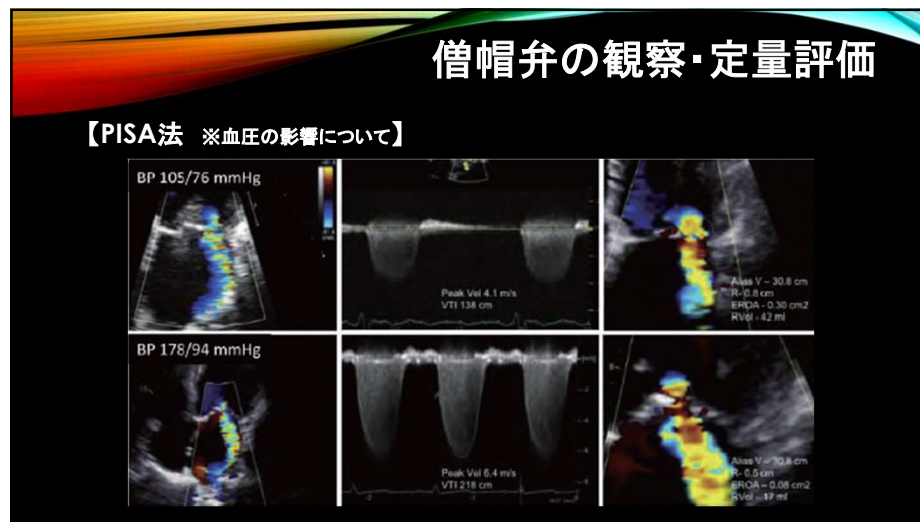 僧帽弁の観察・定量評価
【PISA法 ※血圧の影響について】
BP 105/76 mmHg
Peak Vel 4.1 m/s
VTI 138 cm
Alias V – 30.8 cm
R- 0.8 cm
EROA - 0.30 cm2
RVol - 42 ml
BP 178/94 mmHg
Peak Vel 6.4 m/s
VTI 218 cm
Alias V – 30.8 cm
R- 0.5 cm
EROA – 0.08 cm2
RVol – 17 ml